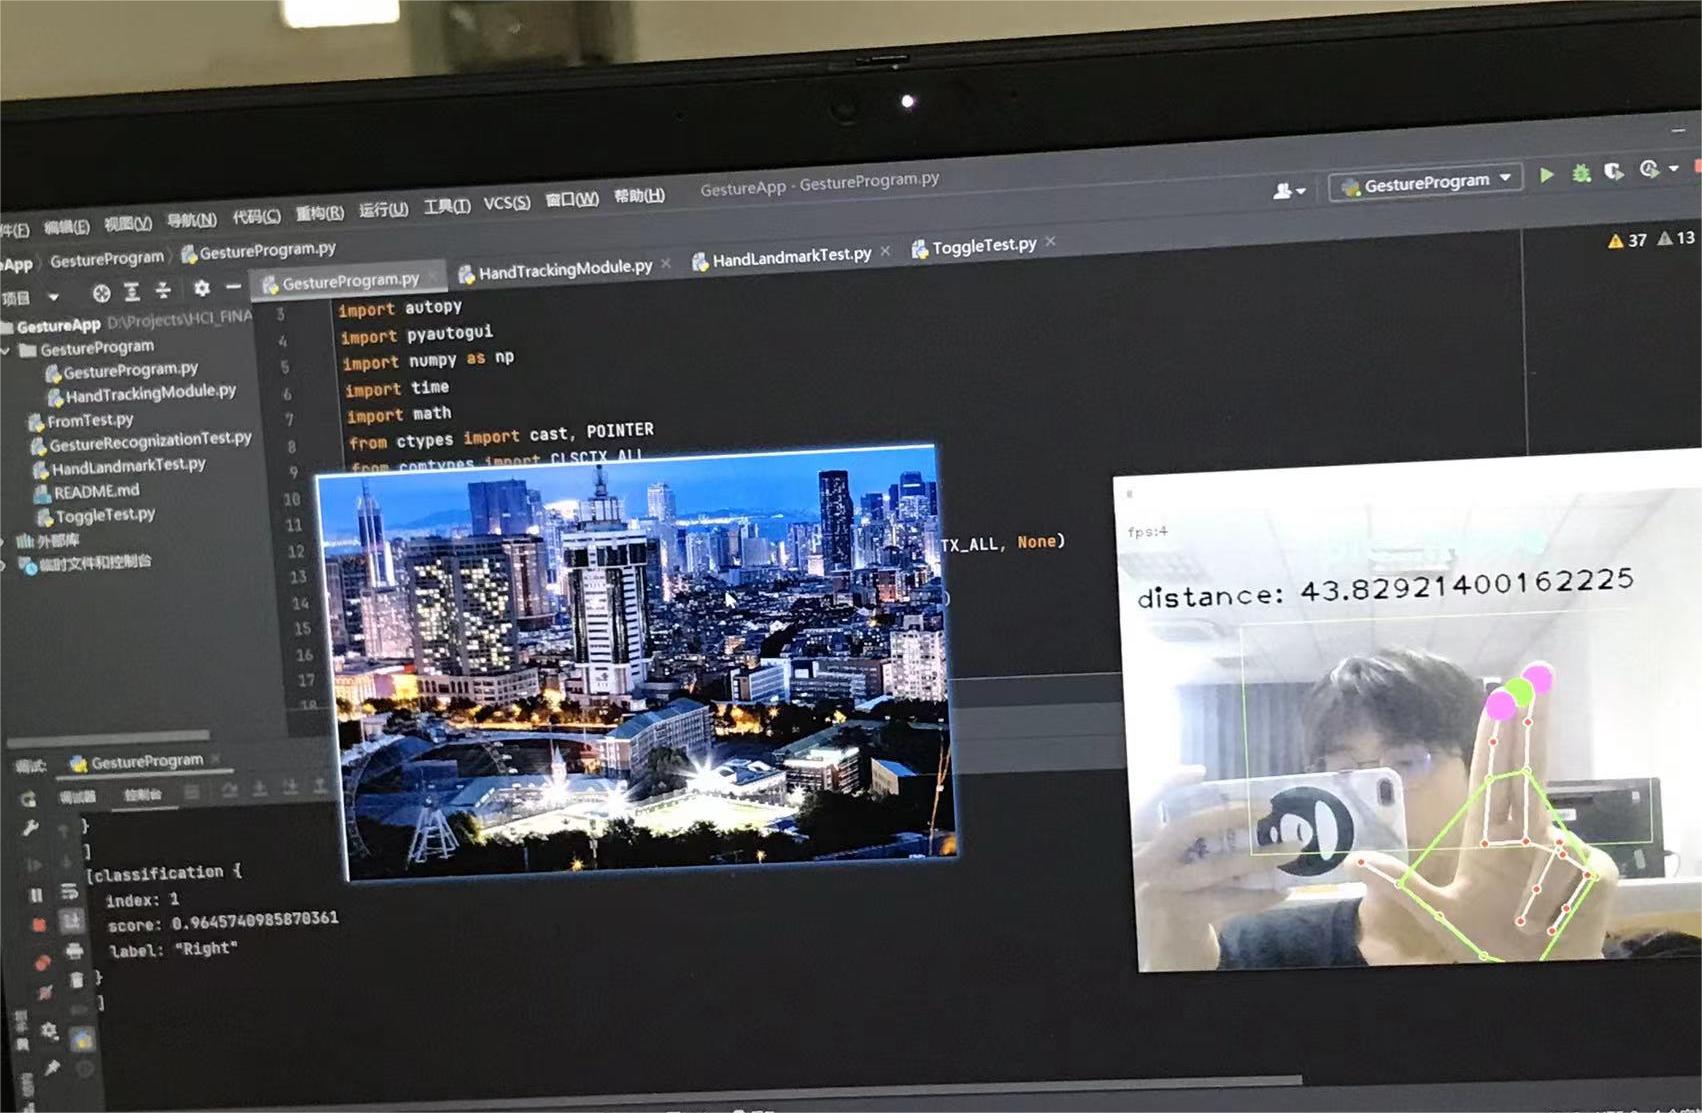 件(F) 编辑(E) 视图(V) 导航(N) 代码(C) 重构(R) 运行(U) 工具(T) VCS(S) 窗口(W) 帮助(H) GestureApp - GestureProgram.py
eApp GestureProgram GestureProgram.py
GestureProgram
37 13
项目
GestureProgram.py HandTrackingModule.py HandLandmarkTest.py ToggleTest.py
GestureApp D:\Projects\HCI_FINA
GestureProgram
GestureProgram.py
HandTrackingModule.py
FromTest.py
GestureRecognizationTest.py
HandLandmarkTest.py
README.md
ToggleTest.py
外部库
临时文件和控制台
3 import autopy
4 import pyautogui
5 import numpy as np
6 import time
7 import math
8 from ctypes import cast, POINTER
9 from comtypes import CLSCTX_ALL
10
11
12 TX_ALL, None)
13
14 )
15
16
17
18
fps:4
distance: 43.82921400162225
调试: GestureProgram
调试器 控制台
}
]
[classification {
index: 1
score: 0.9645740985870361
label: "Right"
}
]